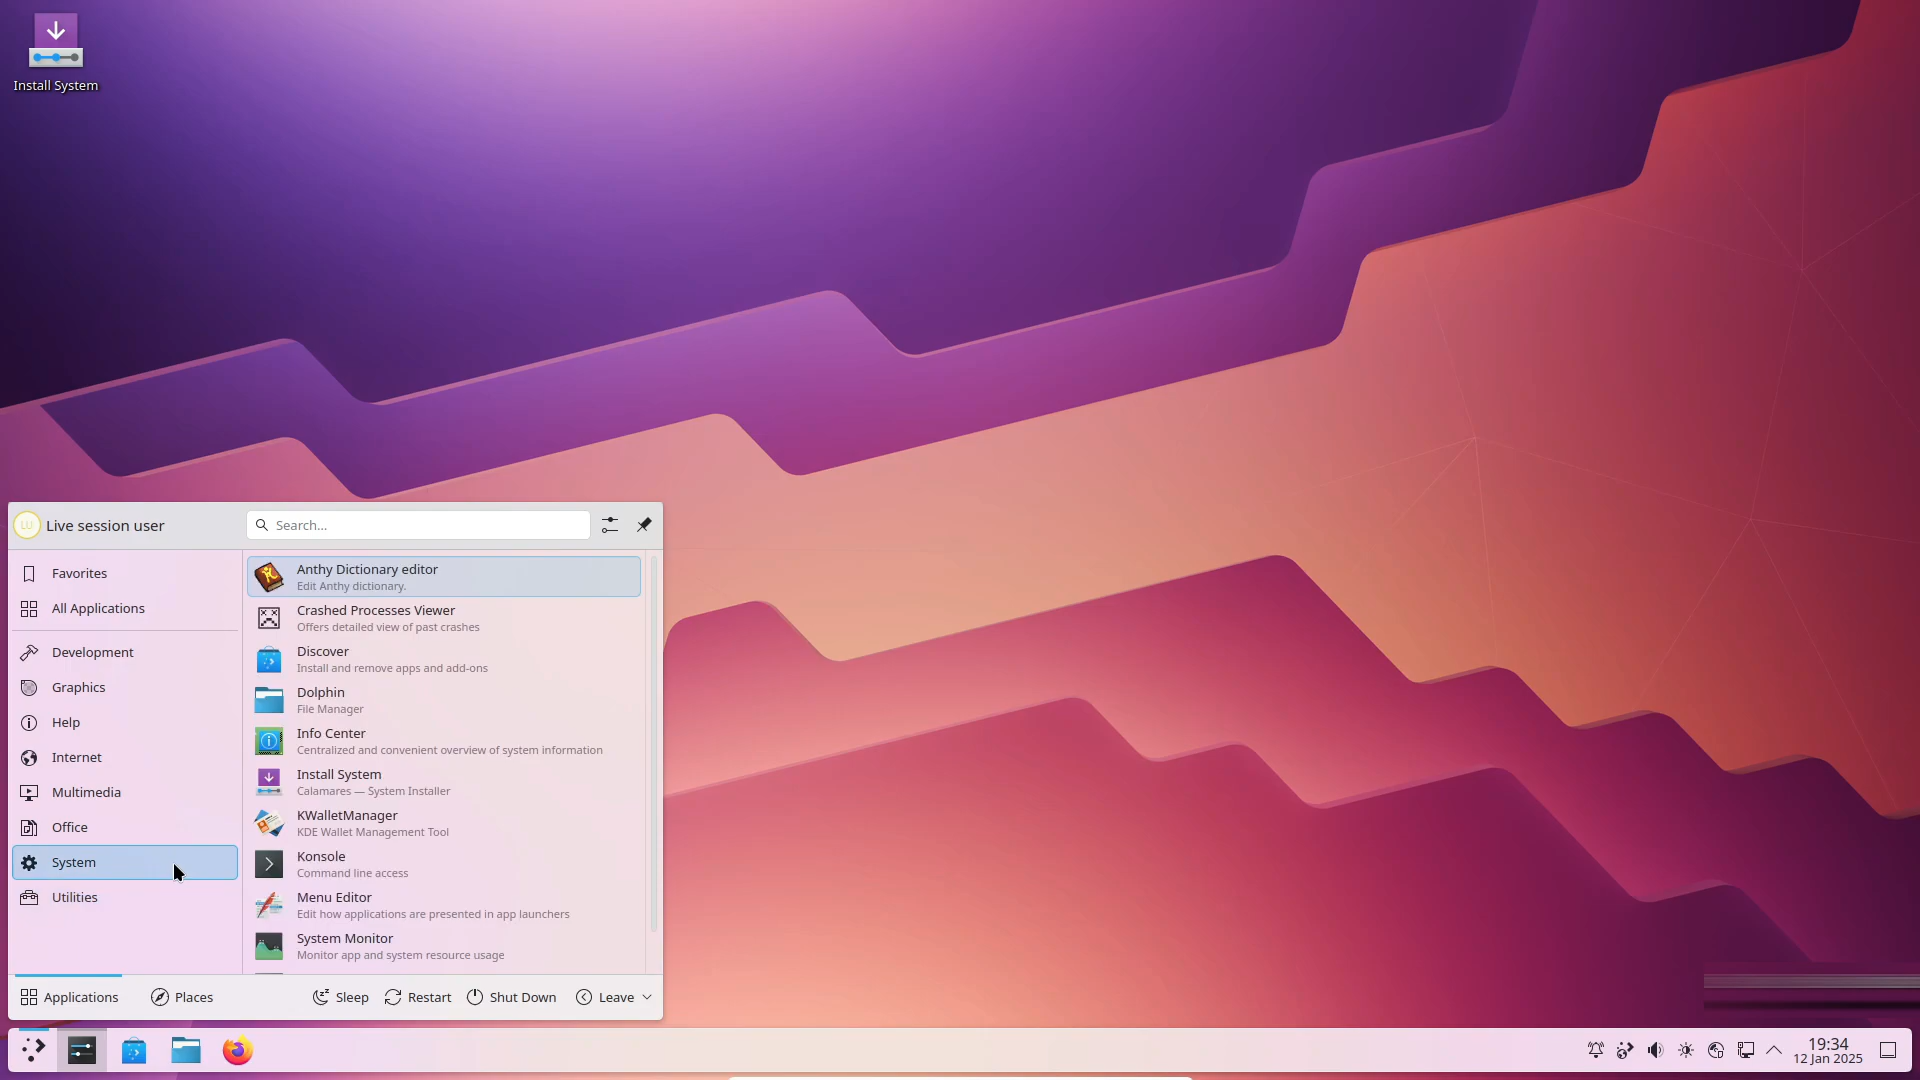 Install System
LU
Live session user
Search...
Favorites
All Applications
Development
Graphics
Help
Internet
Multimedia
Office
System
Utilities
Anthy Dictionary editor
Edit Anthy dictionary.
Crashed Processes Viewer
Offers detailed view of past crashes
Discover
Install and remove apps and add-ons
Dolphin
File Manager
Info Center
Centralized and convenient overview of system information
Install System
Calamares — System Installer
KWalletManager
KDE Wallet Management Tool
Konsole
Command line access
Menu Editor
Edit how applications are presented in app launchers
System Monitor
Monitor app and system resource usage
Applications
Places
Sleep
Restart
Shut Down
Leave
19:34
12 Jan 2025